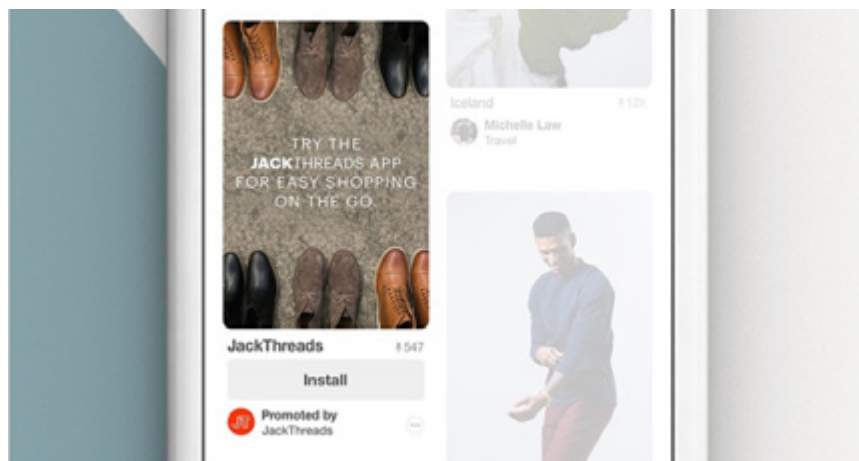 TRY THE
JACKTHREADS APP
FOR EASY SHOPPING
ON THE GO.
JackThreads
547
Install
Promoted by
JackThreads
Iceland
12k
Michelle Law
Travel